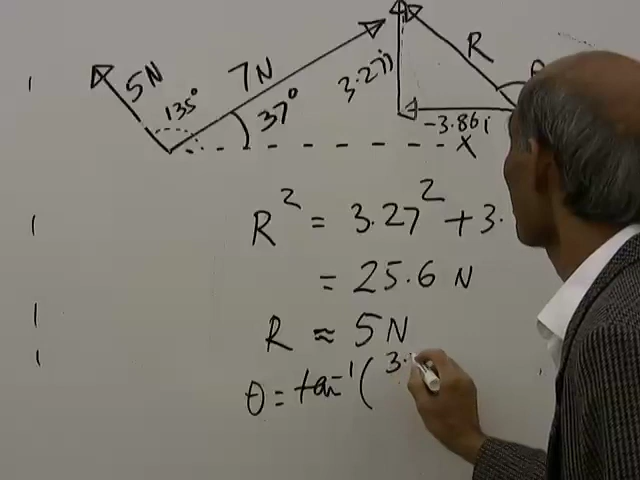 5N
135°
7N
37°
3.27j
R
-3.86i
X
R² = 3.27² + 3.
= 25.6 N
R ≈ 5N
θ = tan⁻¹ ( 3.